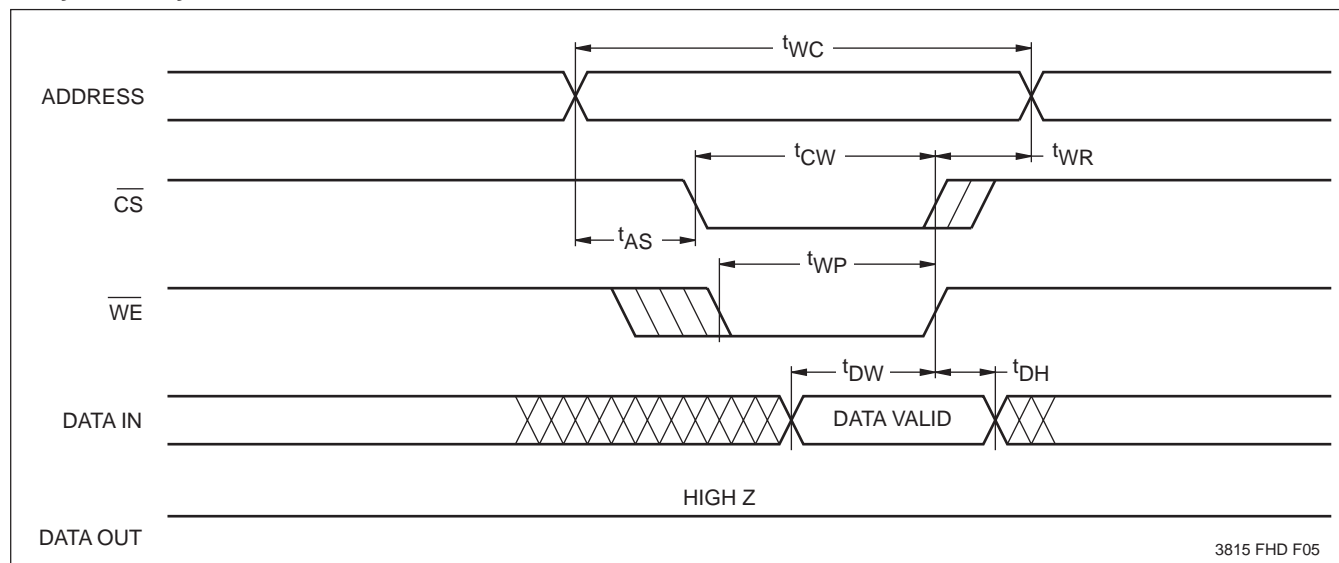 tWC
ADDRESS
tCW
tWR
CS
tAS
tWP
WE
tDW
tDH
DATA IN
DATA VALID
HIGH Z
DATA OUT
3815 FHD F05